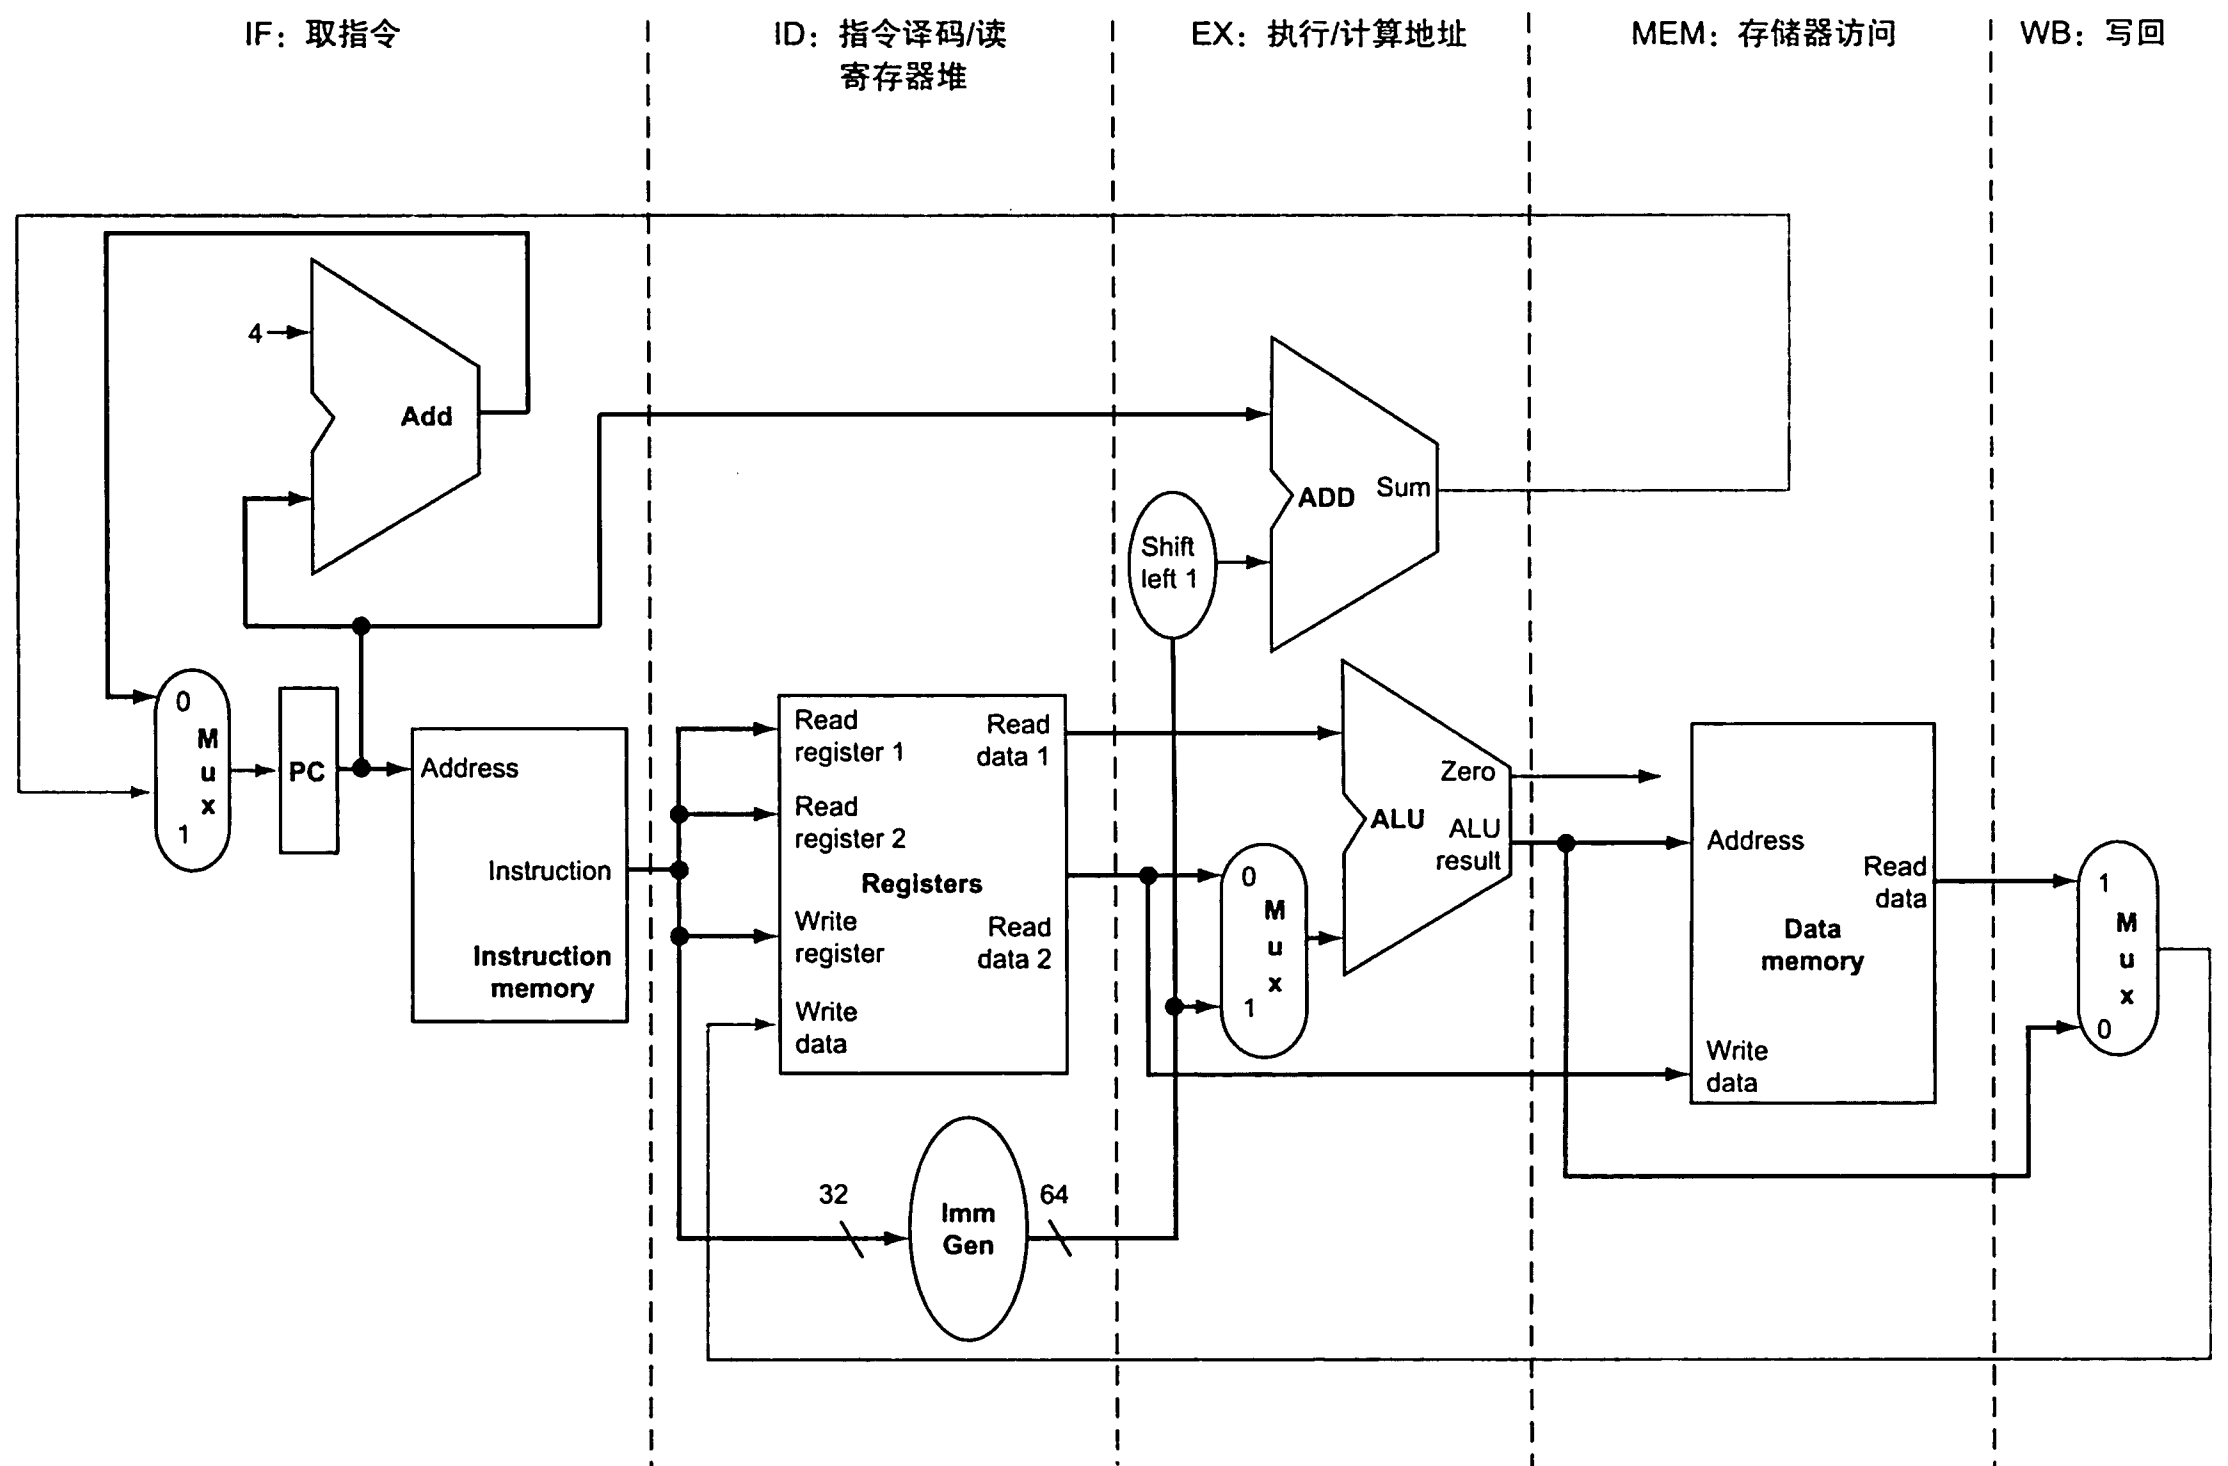 IF：取指令
ID：指令译码/读
寄存器堆
EX：执行/计算地址
MEM：存储器访问
WB：写回
4
Add
ADD
Sum
Shift
left 1
0
M
u
x
1
PC
Address
Instruction
Instruction
memory
Read
register 1
Read
register 2
Write
register
Write
data
Read
data 1
Registers
Read
data 2
0
M
u
x
1
Zero
ALU
ALU
result
Address
Read
data
Data
memory
Write
data
1
M
u
x
0
32
Imm
Gen
64